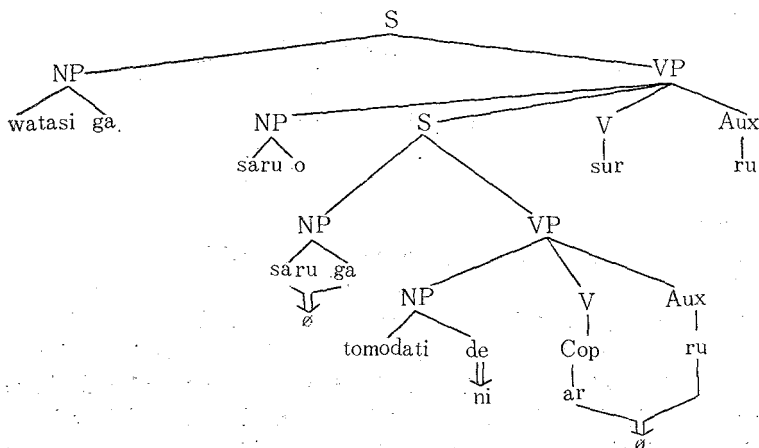 S
NP VP
watasi ga NP S V Aux
saru o sur ru
NP VP
saru ga NP V Aux
ø tomodati de Cop ru
ni ar
ø